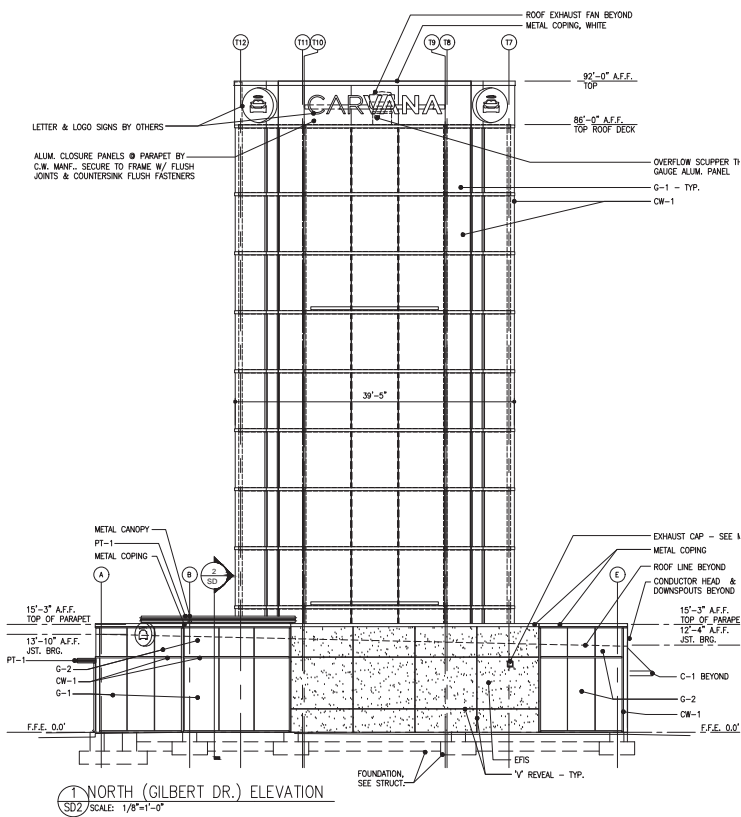 ROOF EXHAUST FAN BEYOND
METAL COPING, WHITE
T12
T11
T10
T9
T8
T7
92'-0" A.F.F.
TOP
CARVANA
LETTER & LOGO SIGNS BY OTHERS
86'-0" A.F.F.
TOP ROOF DECK
ALUM. CLOSURE PANELS @ PARAPET BY
C.W. MANF.. SECURE TO FRAME W/ FLUSH
JOINTS & COUNTERSINK FLUSH FASTENERS
OVERFLOW SCUPPER TH
GAUGE ALUM. PANEL
G-1 - TYP.
CW-1
39'-5"
METAL CANOPY
PT-1
METAL COPING
A
B
2
SD
E
EXHAUST CAP - SEE M
METAL COPING
ROOF LINE BEYOND
CONDUCTOR HEAD &
DOWNSPOUTS BEYOND
15'-3" A.F.F.
TOP OF PARAPET
13'-10" A.F.F.
JST. BRG.
PT-1
G-2
CW-1
G-1
F.F.E. 0.0'
15'-3" A.F.F.
TOP OF PARAPE
12'-4" A.F.F.
JST. BRG.
C-1 BEYOND
G-2
CW-1
F.F.E. 0.0'
EFIS
'V' REVEAL - TYP.
FOUNDATION,
SEE STRUCT.
1 NORTH (GILBERT DR.) ELEVATION
SD2 SCALE: 1/8"=1'-0"